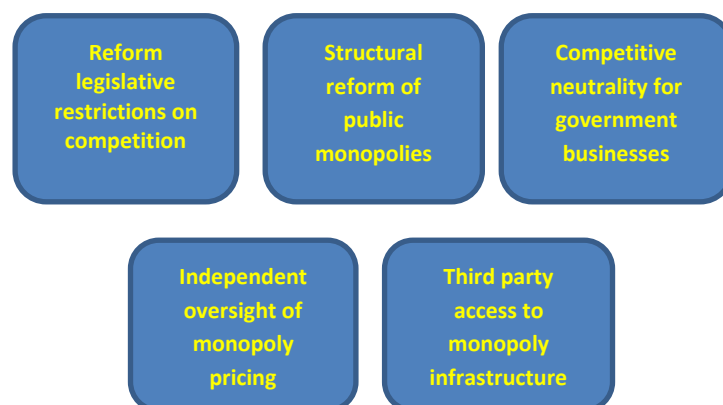 Reform
legislative
restrictions on
competition
Structural
reform of
public
monopolies
Competitive
neutrality for
government
businesses
Independent
oversight of
monopoly
pricing
Third party
access to
monopoly
infrastructure